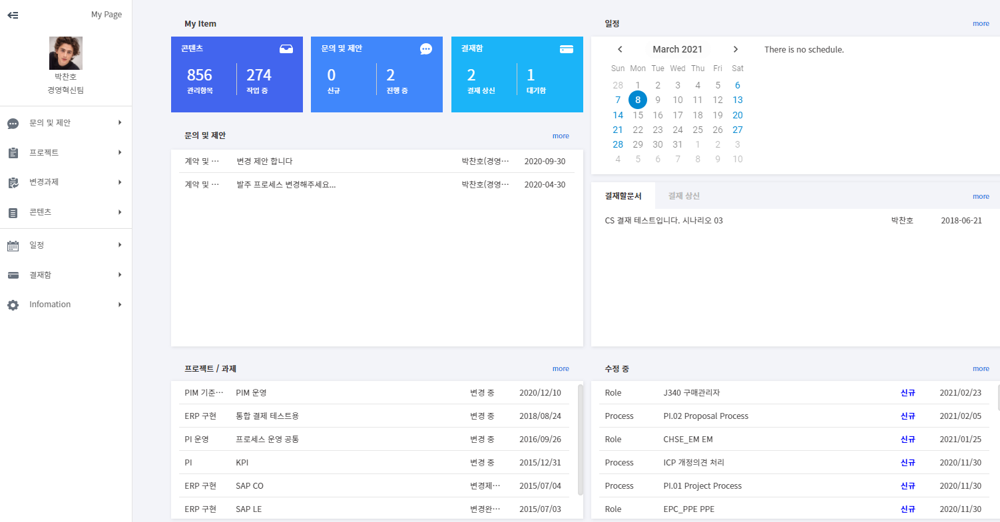 My Page
박찬호
경영혁신팀
문의 및 제안
프로젝트
변경과제
콘텐츠
일정
결재함
Infomation
My Item
콘텐츠
856 274
관리항목 작업 중
문의 및 제안
0 2
신규 진행 중
결재함
2 1
결재 상신 대기함
문의 및 제안 more
계약 및 … 변경 제안 합니다 박찬호(경영… 2020-09-30
계약 및 … 발주 프로세스 변경해주세요... 박찬호(경영… 2020-04-30
프로젝트 / 과제 more
PIM 기준… PIM 운영 변경 중 2020/12/10
ERP 구현 통합 결제 테스트용 변경 중 2018/08/24
PI 운영 프로세스 운영 공통 변경 중 2016/09/26
PI KPI 변경 중 2015/12/31
ERP 구현 SAP CO 변경제… 2015/07/04
ERP 구현 SAP LE 변경완… 2015/07/03
일정 more
March 2021 There is no schedule.
Sun Mon Tue Wed Thu Fri Sat
28 1 2 3 4 5 6
7 8 9 10 11 12 13
14 15 16 17 18 19 20
21 22 23 24 25 26 27
28 29 30 31 1 2 3
4 5 6 7 8 9 10
결재할문서 결재 상신 more
CS 결재 테스트입니다. 시나리오 03 박찬호 2018-06-21
수정 중 more
Role J340 구매관리자 신규 2021/02/23
Process PI.02 Proposal Process 신규 2021/02/05
Role CHSE_EM EM 신규 2021/01/25
Process ICP 개정의견 처리 신규 2020/11/30
Process PI.01 Project Process 신규 2020/11/30
Role EPC_PPE PPE 신규 2020/11/30